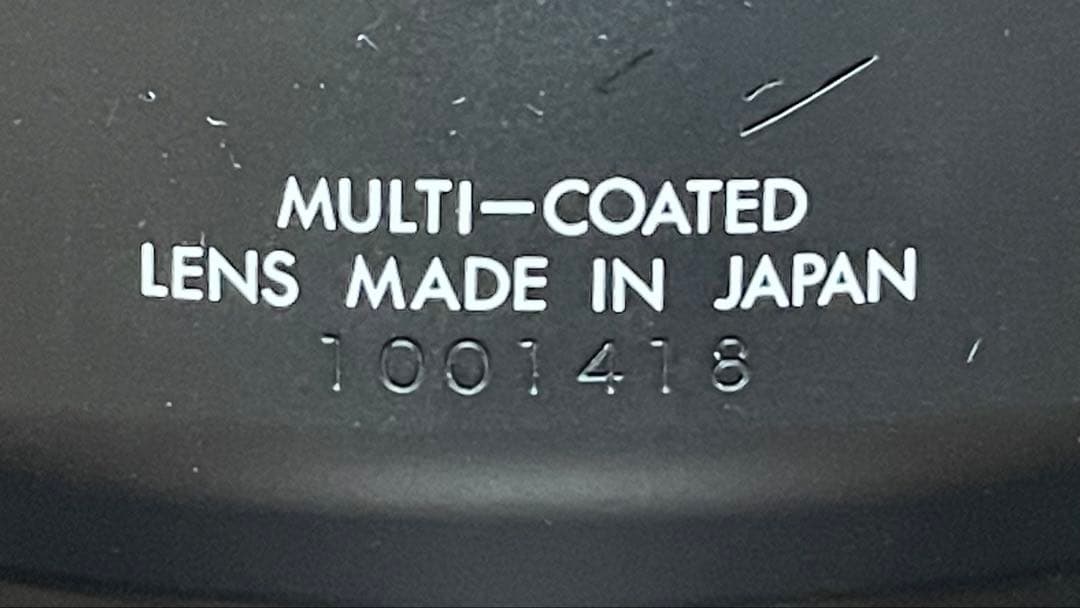 MULTI-COATED
LENS MADE IN JAPAN
1001418